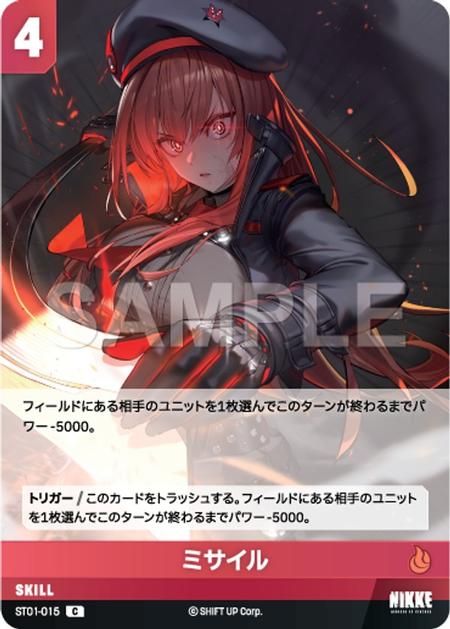 4
SAMPLE
フィールドにある相手のユニットを1枚選んでこのターンが終わるまでパ
ワー-5000。
トリガー / このカードをトラッシュする。フィールドにある相手のユニット
を1枚選んでこのターンが終わるまでパワー-5000。
ミサイル
SKILL
ST01-015 C © SHIFT UP Corp.
NIKKE